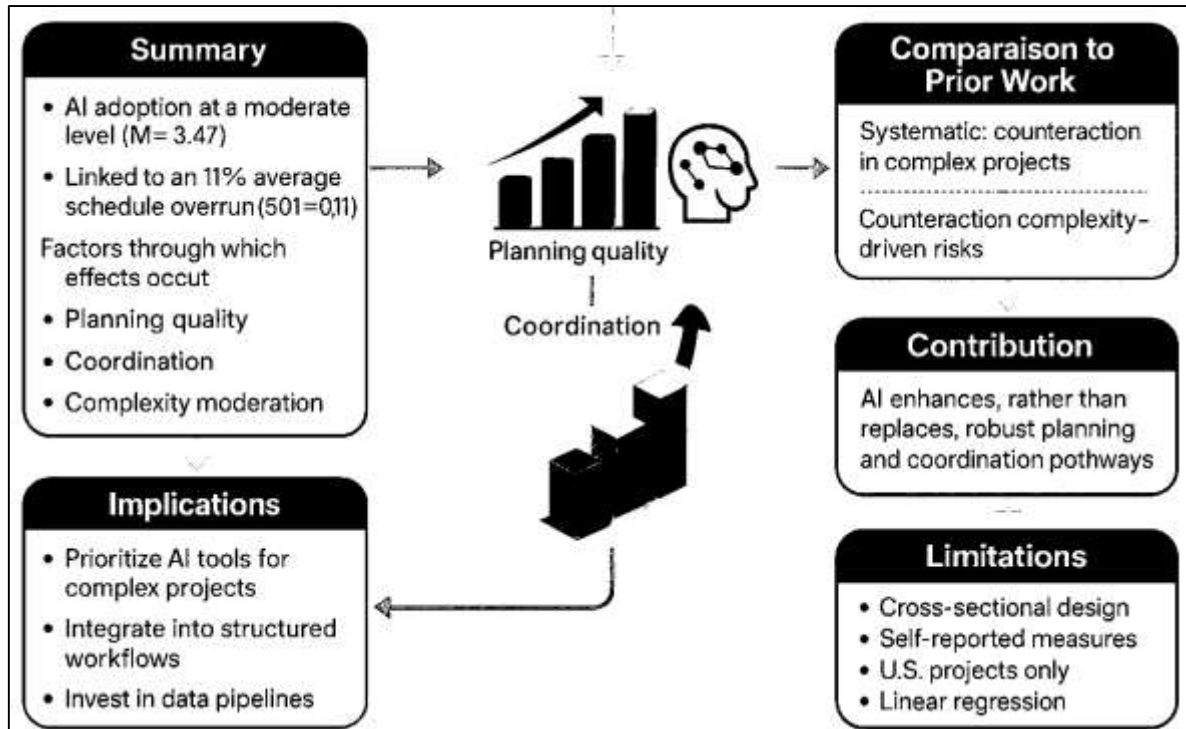 Summary
• AI adoption at a moderate
level (M= 3.47)
• Linked to an 11% average
schedule overrun (501=0,11)
Factors through which
effects occut
• Planning quality
• Coordination
• Complexity moderation
Implications
• Prioritize AI tools for
complex projects
• Integrate into structured
workflows
• Invest in data pipelines
Planning quality
Coordination
Comparaison to
Prior Work
Systematic: counteraction
in complex projects
Counteraction complexity–
driven risks
Contribution
AI enhances, rather than
replaces, robust planning
and coordination pothways
Limitations
• Cross-sectional design
• Self-reported measures
• U.S. projects only
• Linear regression